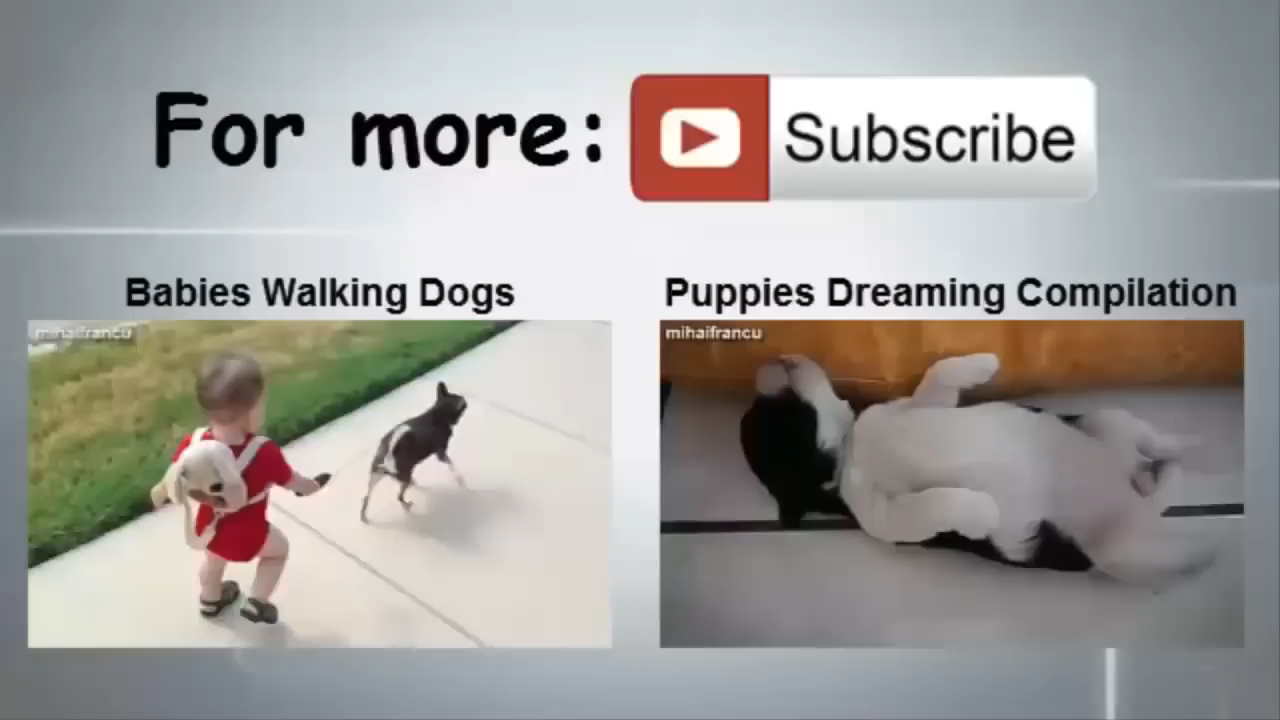 For more:
Subscribe
Babies Walking Dogs
Puppies Dreaming Compilation
mihaifrancu
mihaifrancu